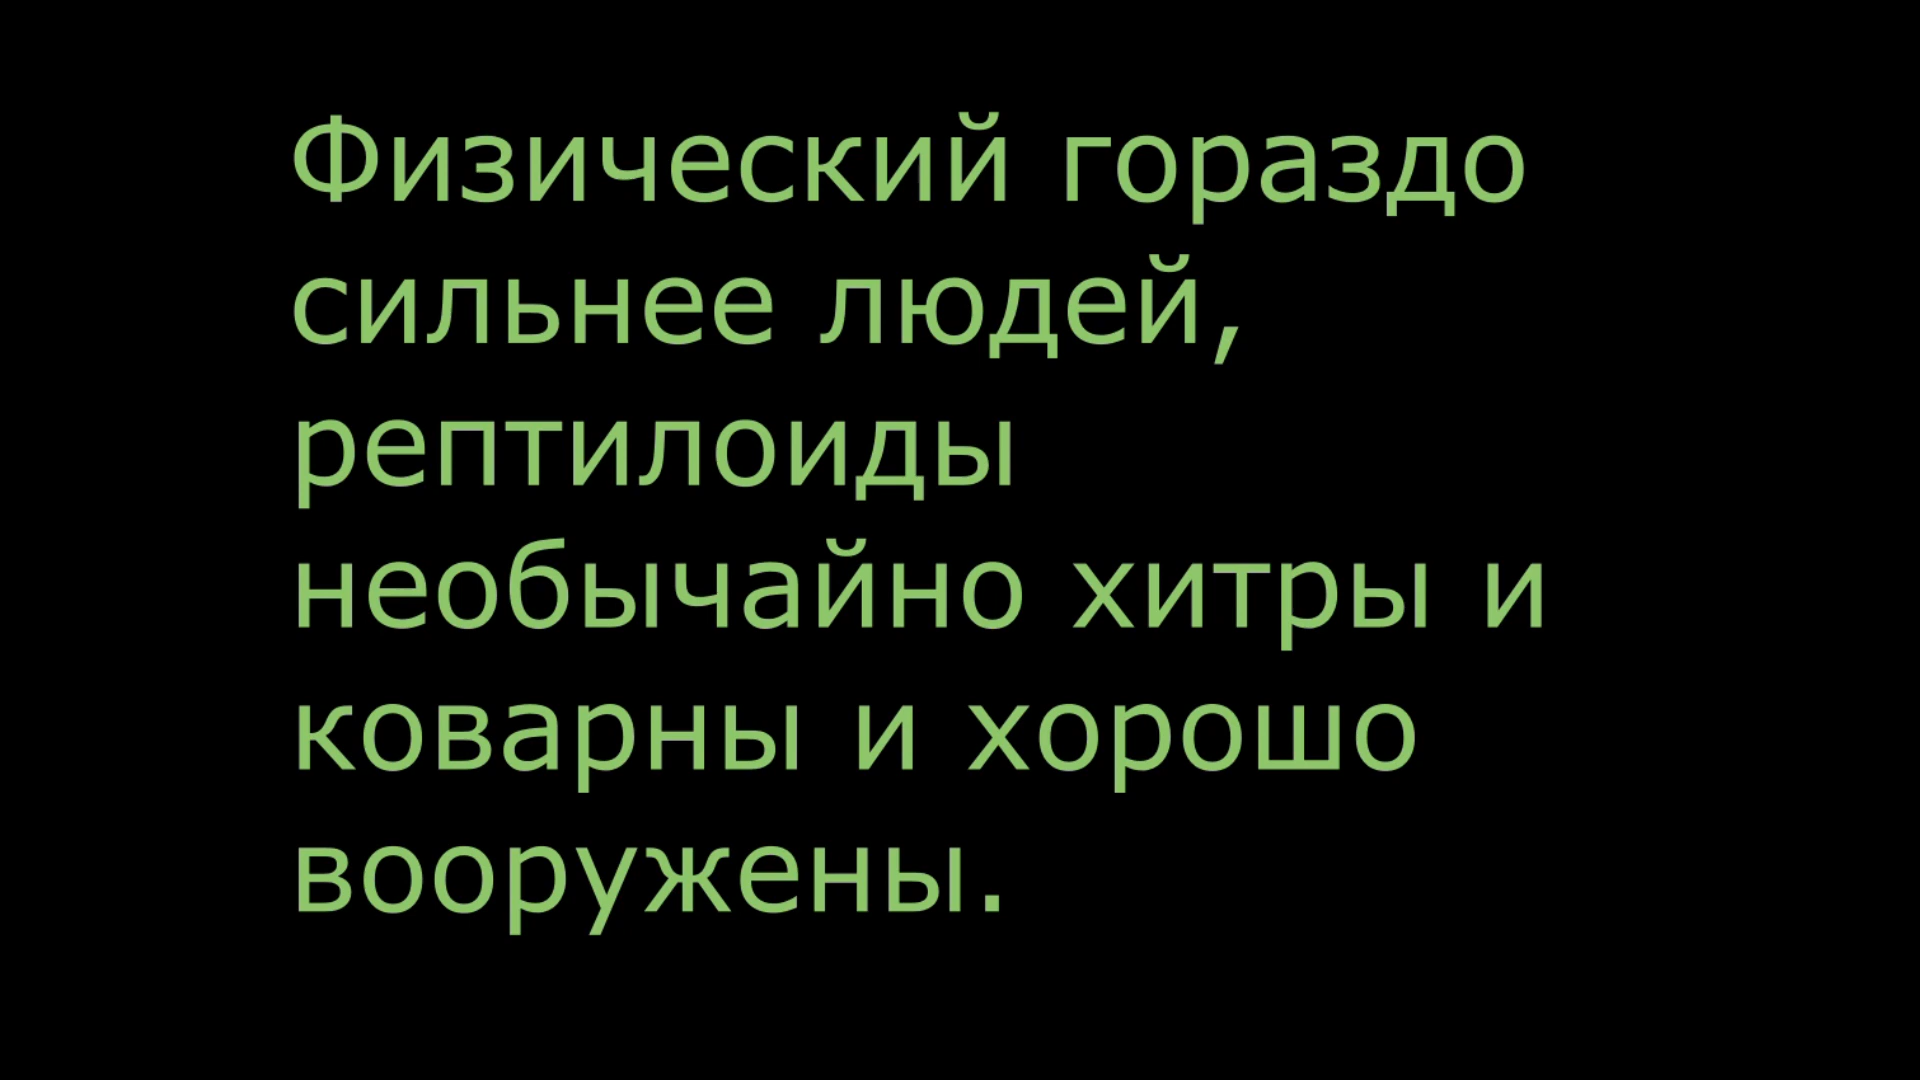 Физический гораздо
сильнее людей,
рептилоиды
необычайно хитры и
коварны и хорошо
вооружены.